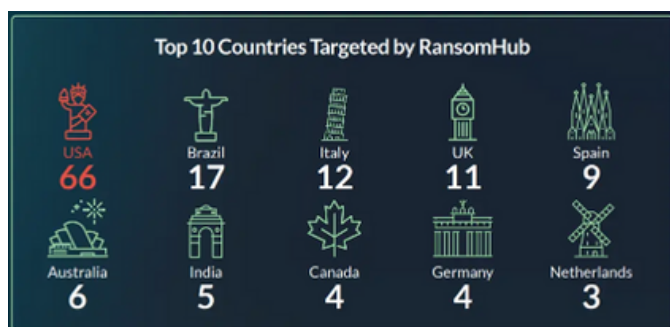 Top 10 Countries Targeted by RansomHub
USA Brazil Italy UK Spain
66 17 12 11 9
Australia India Canada Germany Netherlands
6 5 4 4 3